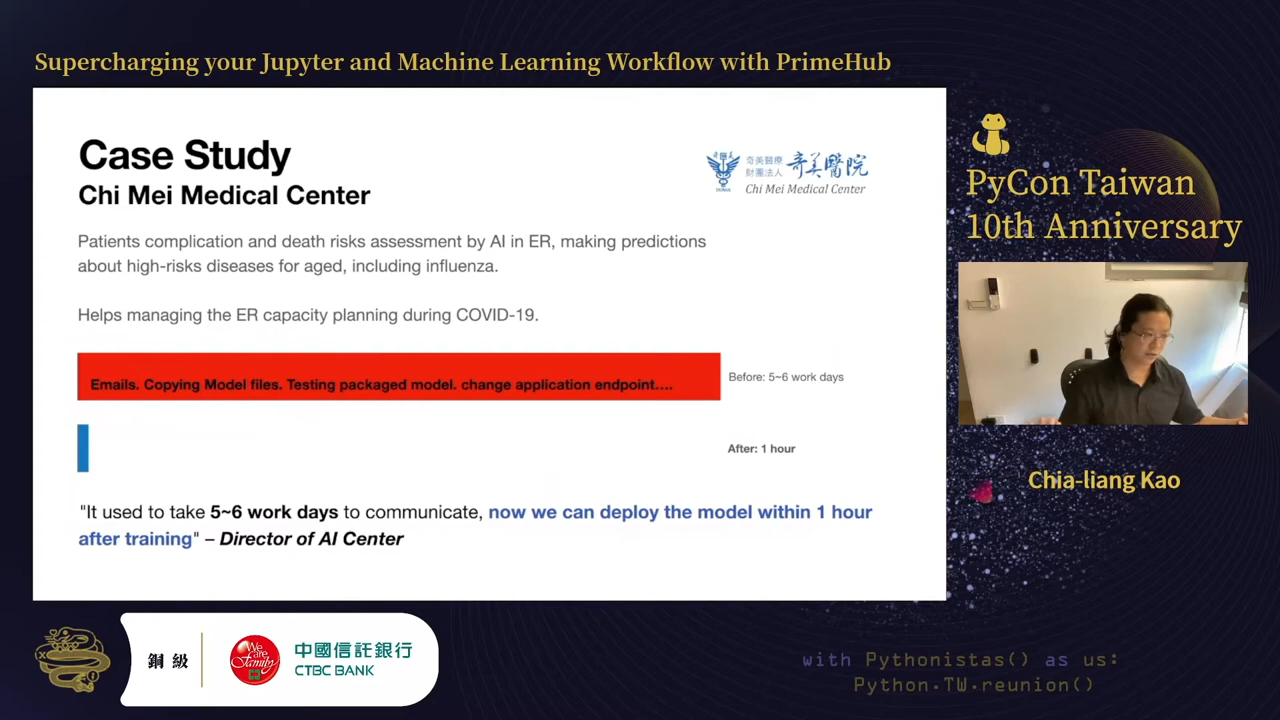 Supercharging your Jupyter and Machine Learning Workflow with PrimeHub
Case Study
Chi Mei Medical Center
奇美醫療
財團法人
奇美醫院
Chi Mei Medical Center
Patients complication and death risks assessment by AI in ER, making predictions
about high-risks diseases for aged, including influenza.
Helps managing the ER capacity planning during COVID-19.
Emails. Copying Model files. Testing packaged model. change application endpoint....
Before: 5~6 work days
After: 1 hour
"It used to take 5~6 work days to communicate, now we can deploy the model within 1 hour
after training" – Director of AI Center
PyCon Taiwan
10th Anniversary
Chia-liang Kao
銅級
We are Family
中國信託銀行
CTBC BANK
with Pythonistas() as us:
Python.TW.reunion()